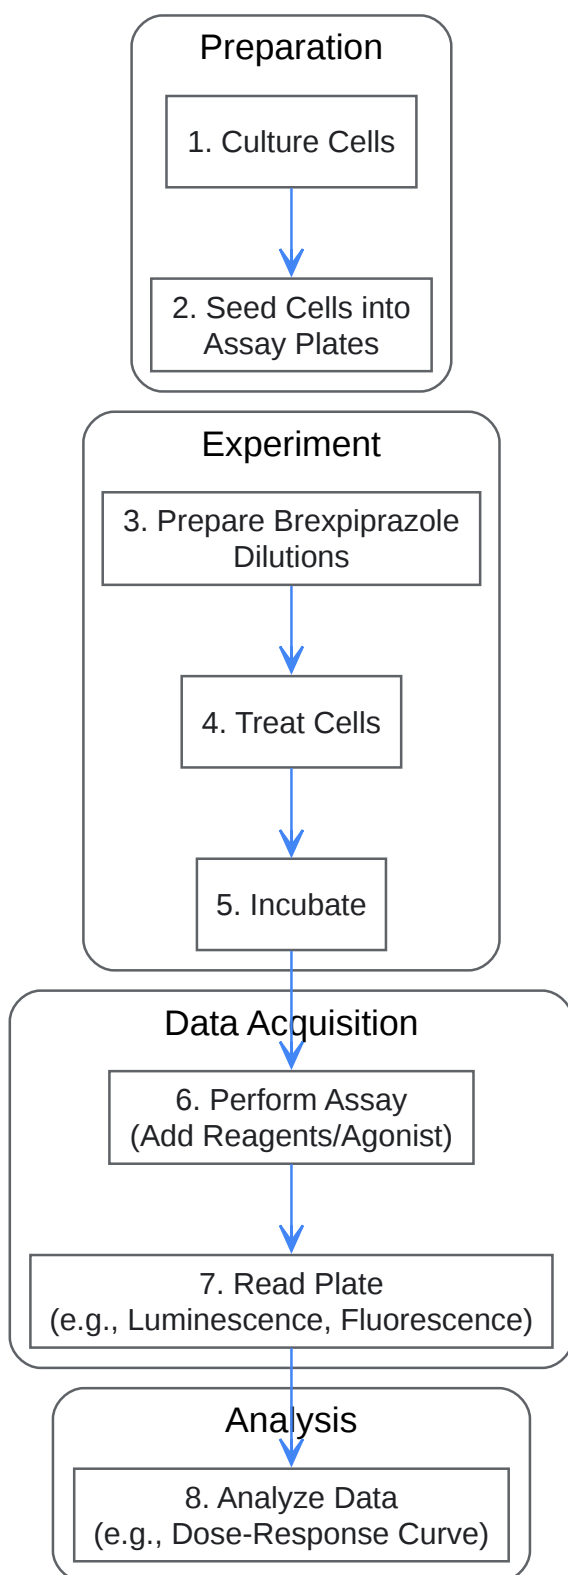 Preparation
1. Culture Cells
2. Seed Cells into
Assay Plates
Experiment
3. Prepare Brexpiprazole
Dilutions
4. Treat Cells
5. Incubate
Data Acquisition
6. Perform Assay
(Add Reagents/Agonist)
7. Read Plate
(e.g., Luminescence, Fluorescence)
Analysis
8. Analyze Data
(e.g., Dose-Response Curve)